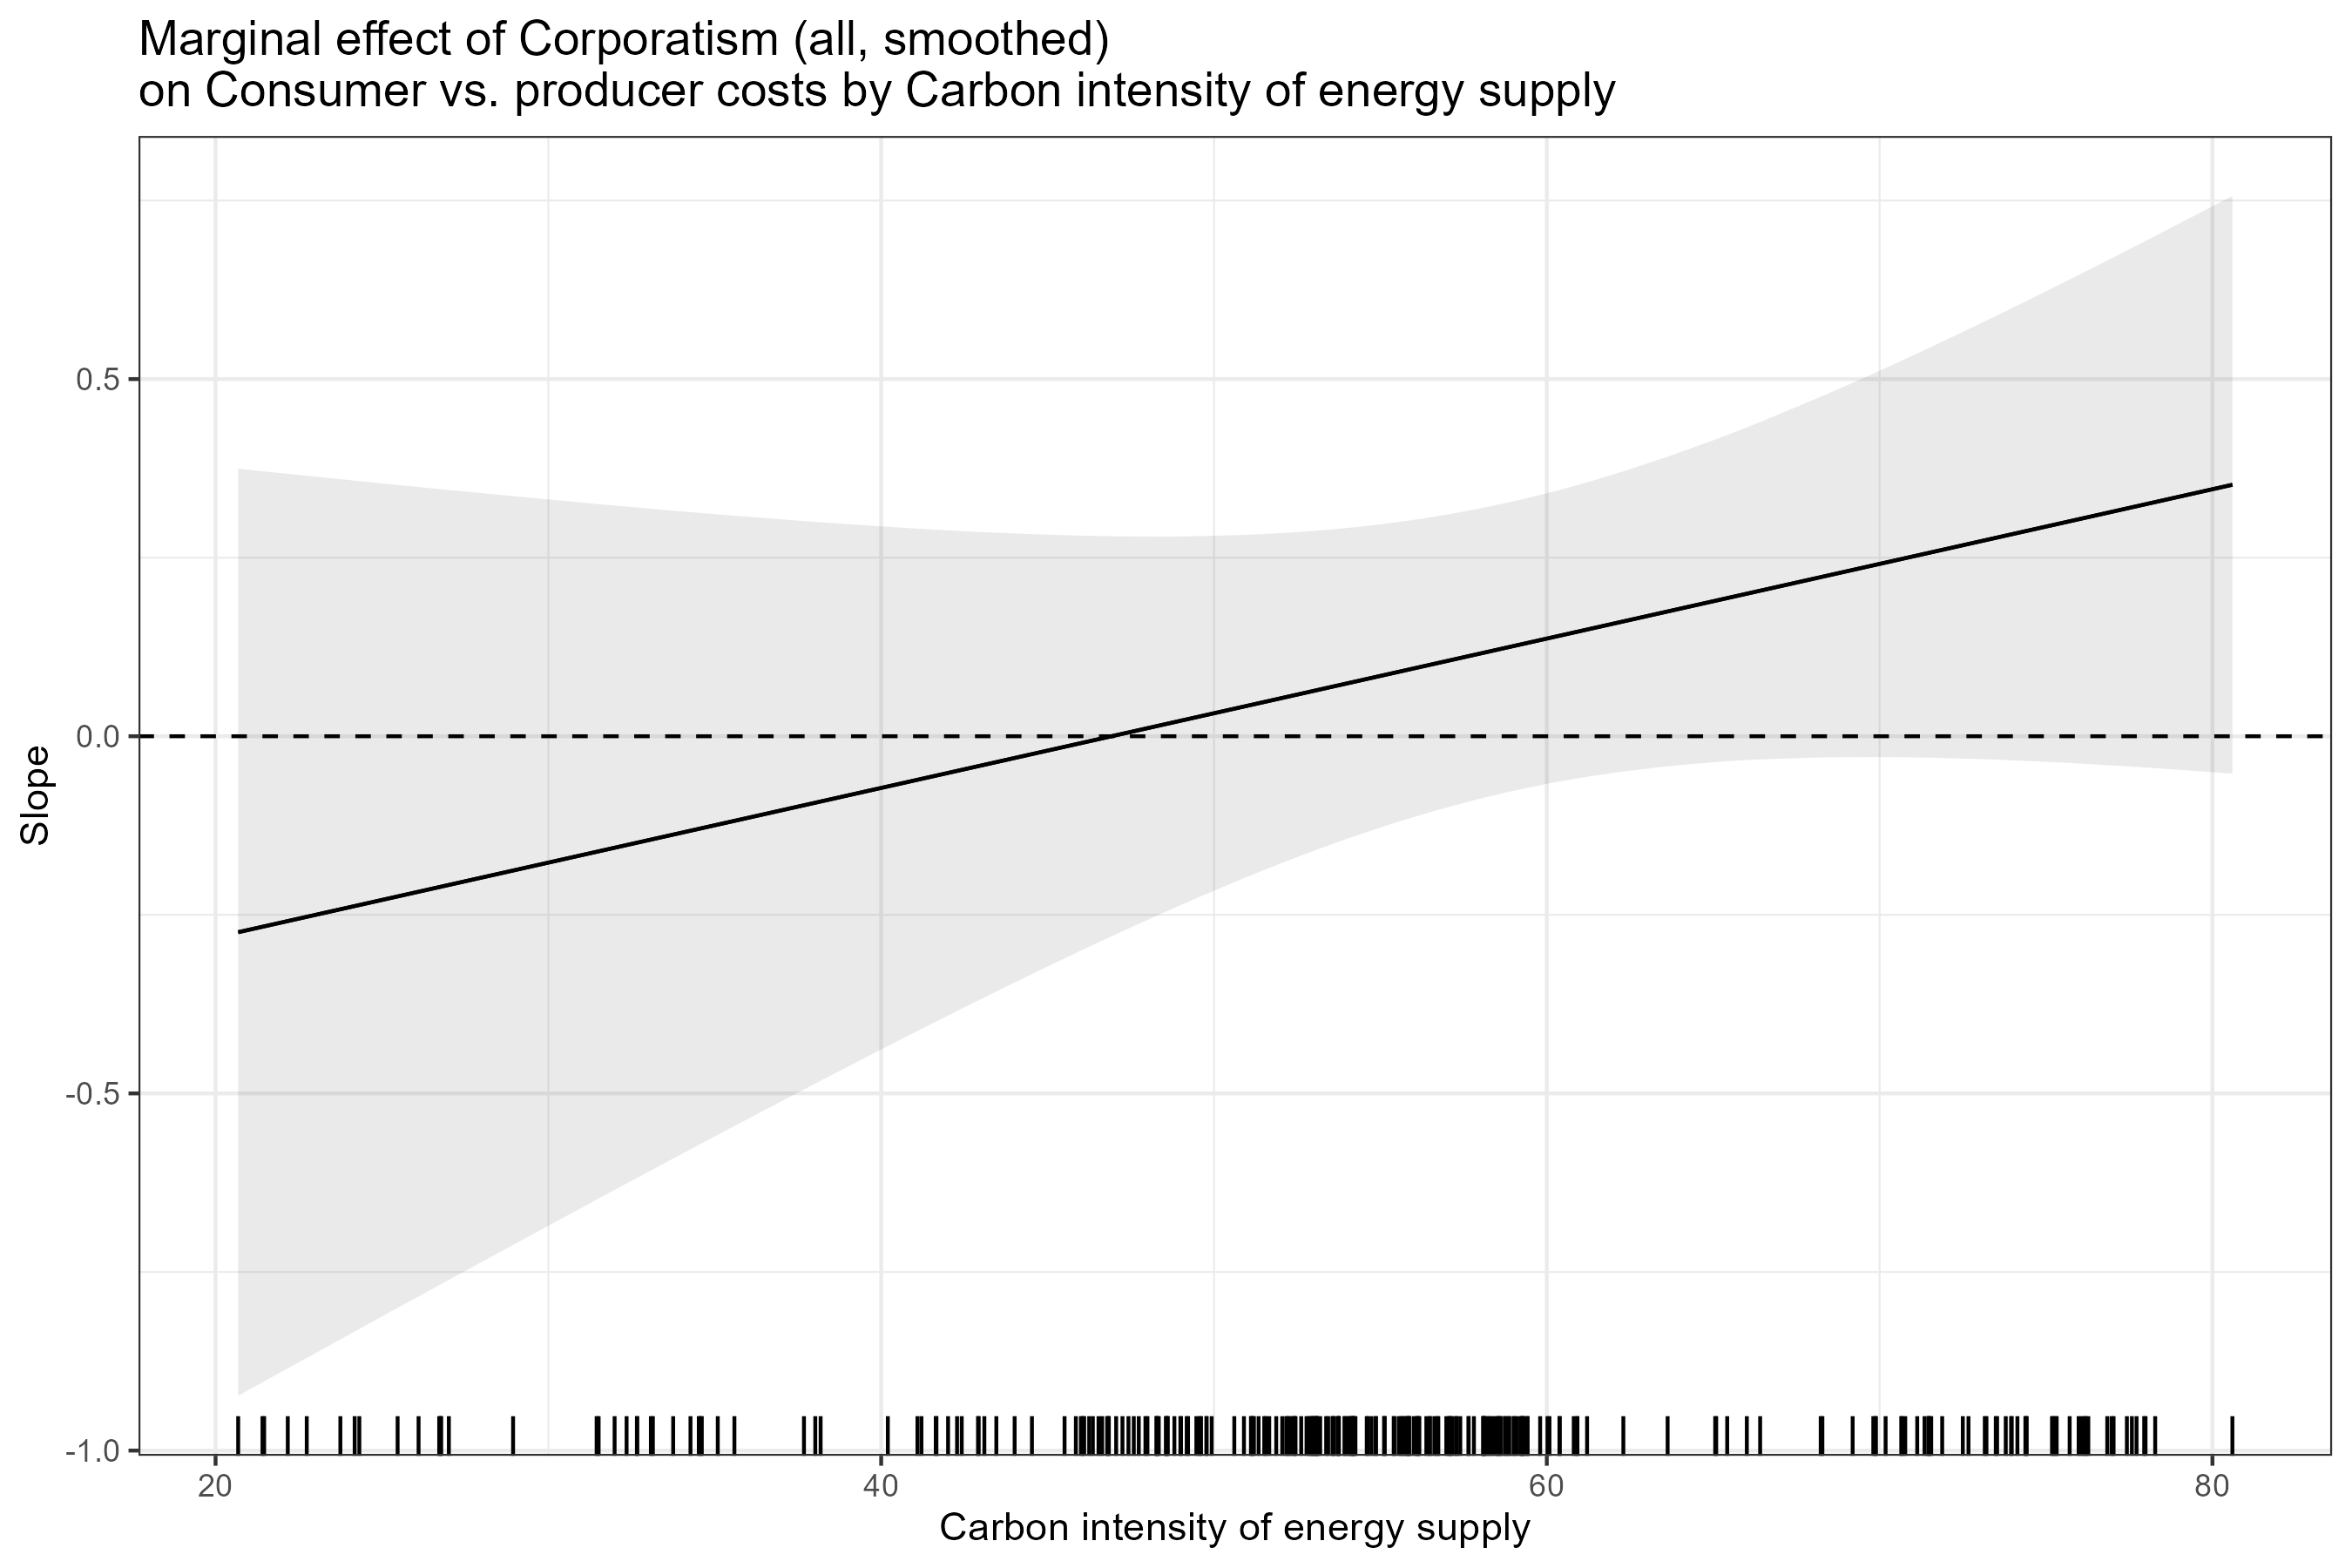 Marginal effect of Corporatism (all, smoothed)
on Consumer vs. producer costs by Carbon intensity of energy supply
0.5
0.0
-0.5
-1.0
Slope
20 40 60 80
Carbon intensity of energy supply